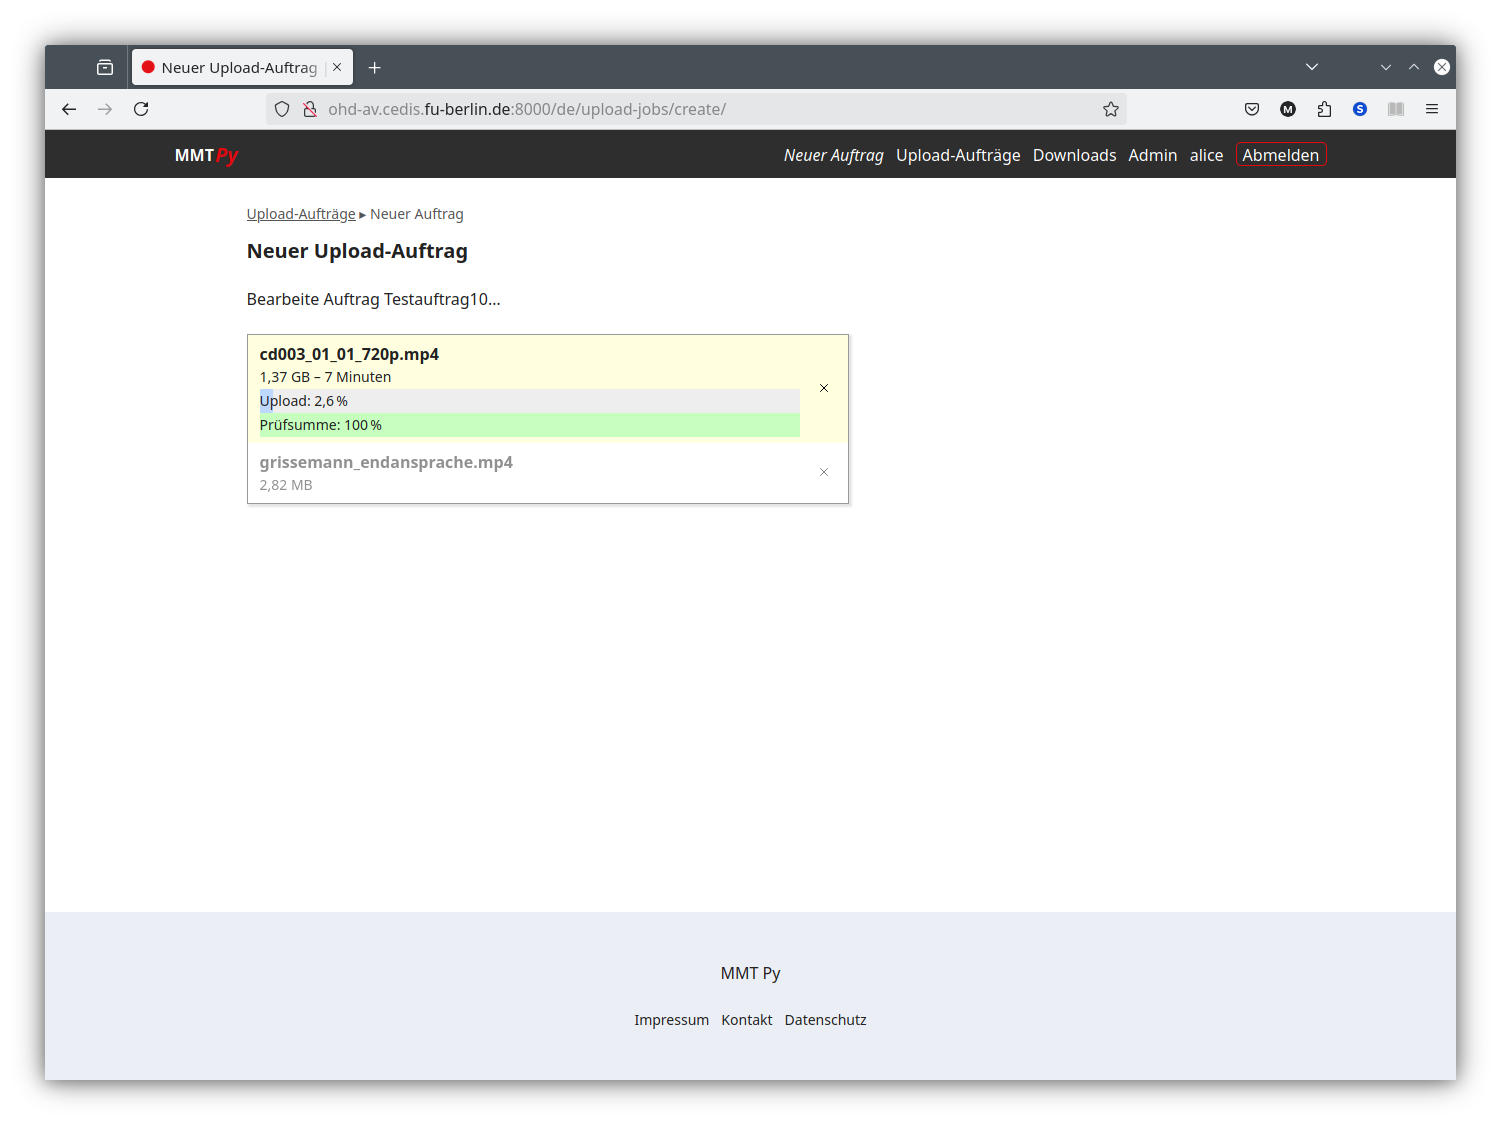 Neuer Upload-Auftrag |
ohd-av.cedis.fu-berlin.de:8000/de/upload-jobs/create/
MMT Py
Neuer Auftrag Upload-Aufträge Downloads Admin alice Abmelden
Upload-Aufträge ▸ Neuer Auftrag
Neuer Upload-Auftrag
Bearbeite Auftrag Testauftrag10...
cd003_01_01_720p.mp4
1,37 GB – 7 Minuten
Upload: 2,6 %
Prüfsumme: 100 %
grissemann_endansprache.mp4
2,82 MB
MMT Py
Impressum Kontakt Datenschutz